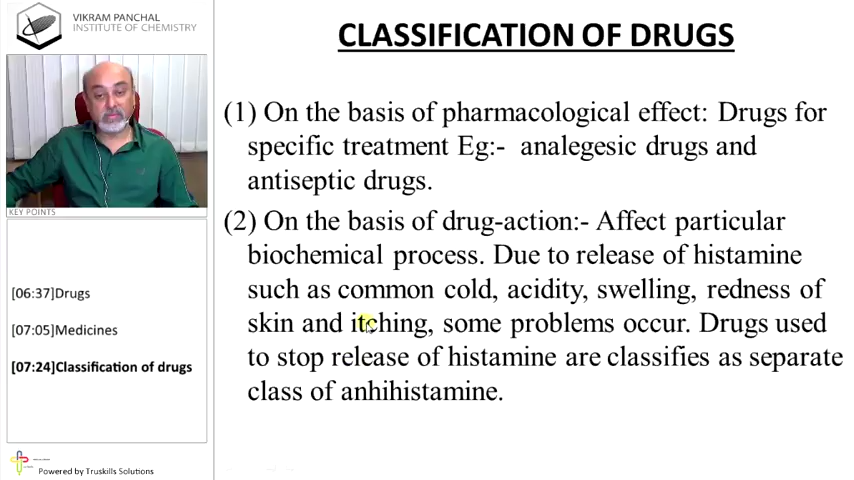 VIKRAM PANCHAL
INSTITUTE OF CHEMISTRY
KEY POINTS
[06:37]Drugs
[07:05]Medicines
[07:24]Classification of drugs
Powered by Truskills Solutions
CLASSIFICATION OF DRUGS
(1) On the basis of pharmacological effect: Drugs for
specific treatment Eg:- analegesic drugs and
antiseptic drugs.
(2) On the basis of drug-action:- Affect particular
biochemical process. Due to release of histamine
such as common cold, acidity, swelling, redness of
skin and itching, some problems occur. Drugs used
to stop release of histamine are classifies as separate
class of anhihistamine.